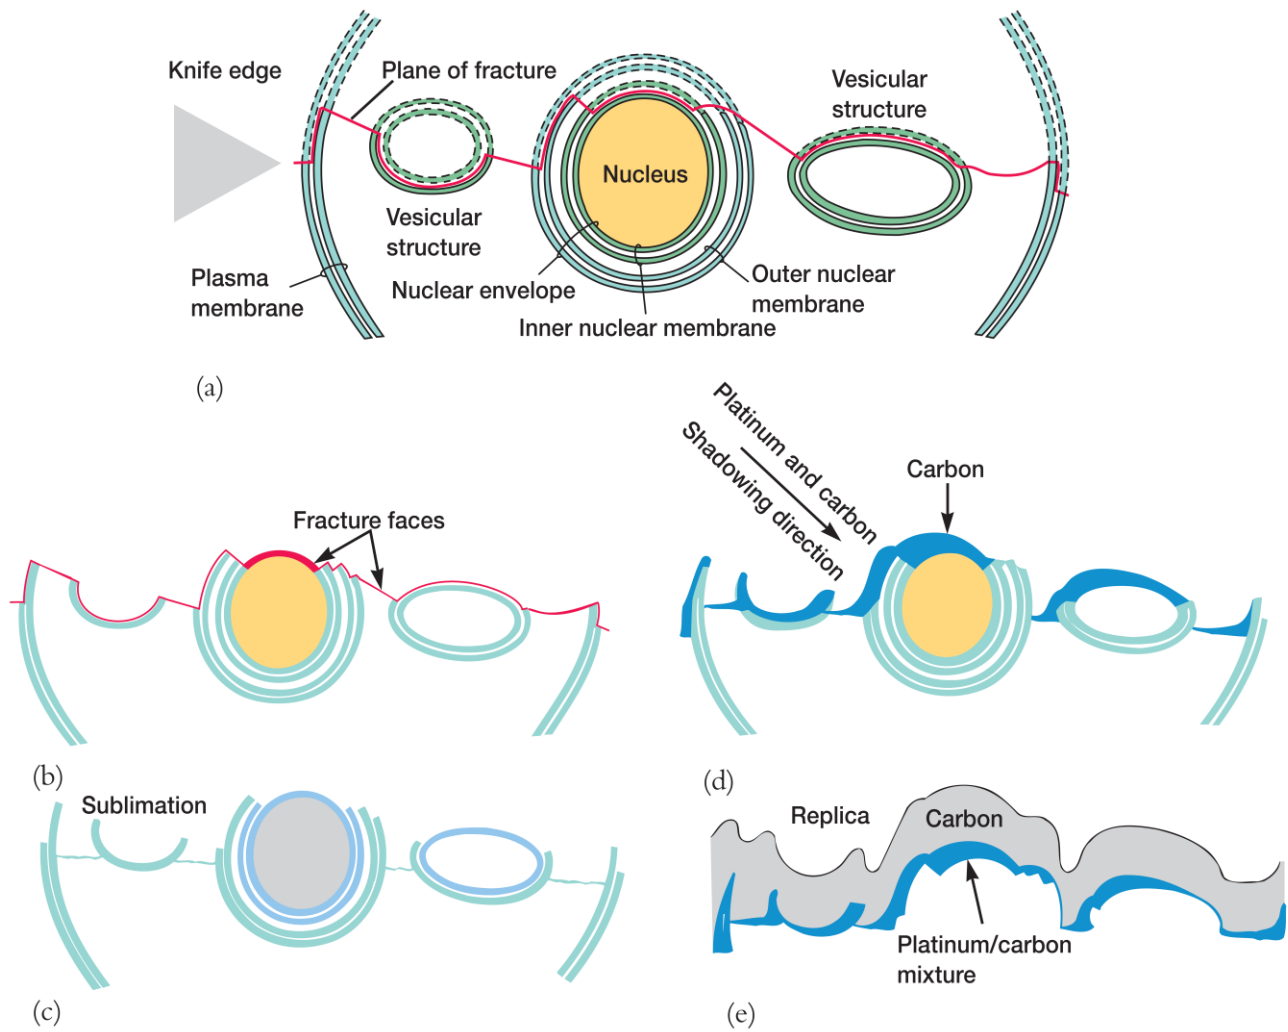 Knife edge
Plane of fracture
Vesicular
structure
Nucleus
Vesicular
structure
Plasma
membrane
Nuclear envelope
Inner nuclear membrane
Outer nuclear
membrane
(a)
Fracture faces
(b)
Platinum and carbon
Shadowing direction
Carbon
(d)
Sublimation
(c)
Replica
Carbon
Platinum/carbon
mixture
(e)